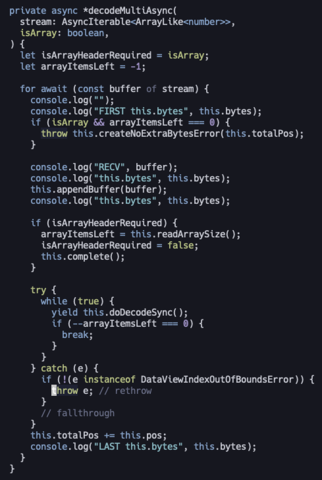 private async *decodeMultiAsync(
  stream: AsyncIterable<ArrayLike<number>>,
  isArray: boolean,
) {
  let isArrayHeaderRequired = isArray;
  let arrayItemsLeft = -1;

  for await (const buffer of stream) {
    console.log("");
    console.log("FIRST this.bytes", this.bytes);
    if (isArray && arrayItemsLeft === 0) {
      throw this.createNoExtraBytesError(this.totalPos);
    }

    console.log("RECV", buffer);
    console.log("this.bytes", this.bytes);
    this.appendBuffer(buffer);
    console.log("this.bytes", this.bytes);

    if (isArrayHeaderRequired) {
      arrayItemsLeft = this.readArraySize();
      isArrayHeaderRequired = false;
      this.complete();
    }

    try {
      while (true) {
        yield this.doDecodeSync();
        if (--arrayItemsLeft === 0) {
          break;
        }
      }
    } catch (e) {
      if (!(e instanceof DataViewIndexOutOfBoundsError)) {
        throw e; // rethrow
      }
      // fallthrough
    }
    this.totalPos += this.pos;
    console.log("LAST this.bytes", this.bytes);
  }
}